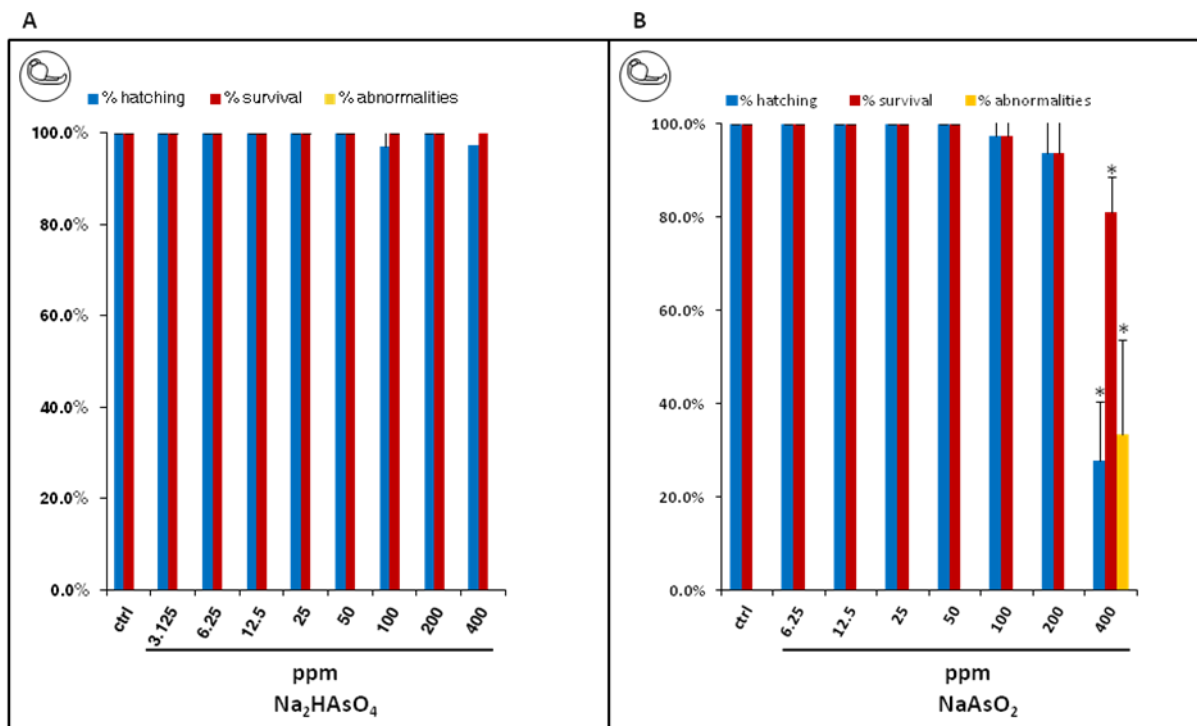 A
% hatching % survival % abnormalities
100.0%
80.0%
60.0%
40.0%
20.0%
0.0%
ctrl 3.125 6.25 12.5 25 50 100 200 400
ppm
Na₂HAsO₄
B
% hatching % survival % abnormalities
100.0%
80.0%
60.0%
40.0%
20.0%
0.0%
* * *
ctrl 6.25 12.5 25 50 100 200 400
ppm
NaAsO₂